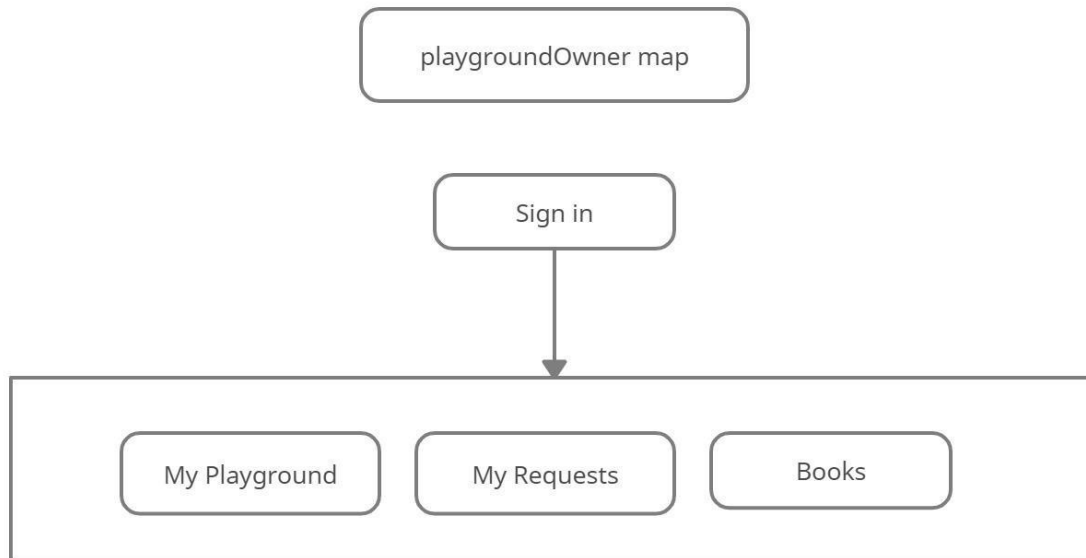 playgroundOwner map
Sign in
My Playground
My Requests
Books